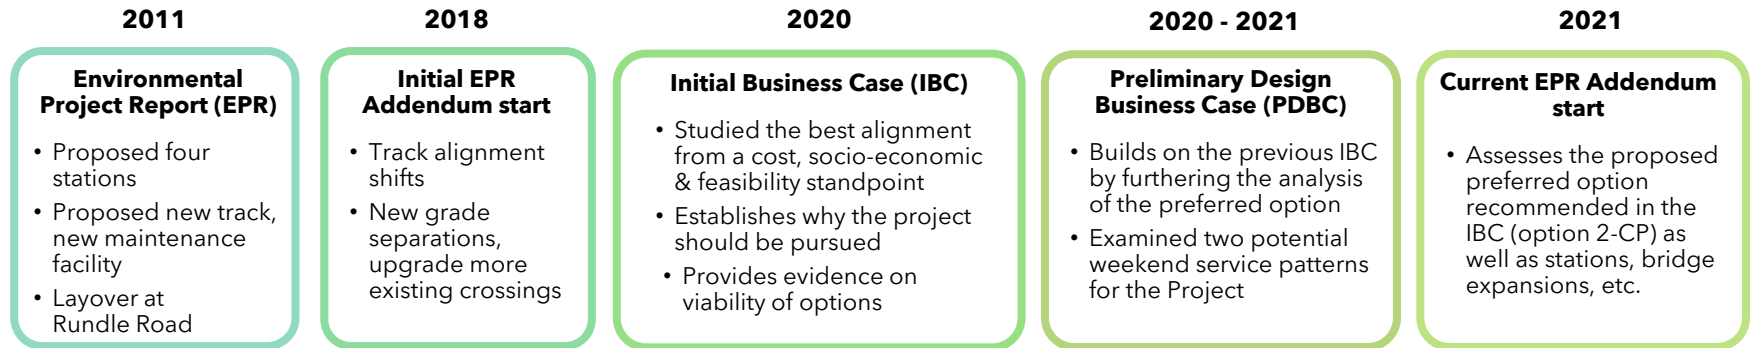 2011
Environmental
Project Report (EPR)
• Proposed four
stations
• Proposed new track,
new maintenance
facility
• Layover at
Rundle Road
2018
Initial EPR
Addendum start
• Track alignment
shifts
• New grade
separations,
upgrade more
existing crossings
2020
Initial Business Case (IBC)
• Studied the best alignment
from a cost, socio-economic
& feasibility standpoint
• Establishes why the project
should be pursued
• Provides evidence on
viability of options
2020 - 2021
Preliminary Design
Business Case (PDBC)
• Builds on the previous IBC
by furthering the analysis
of the preferred option
• Examined two potential
weekend service patterns
for the Project
2021
Current EPR Addendum
start
• Assesses the proposed
preferred option
recommended in the
IBC (option 2-CP) as
well as stations, bridge
expansions, etc.